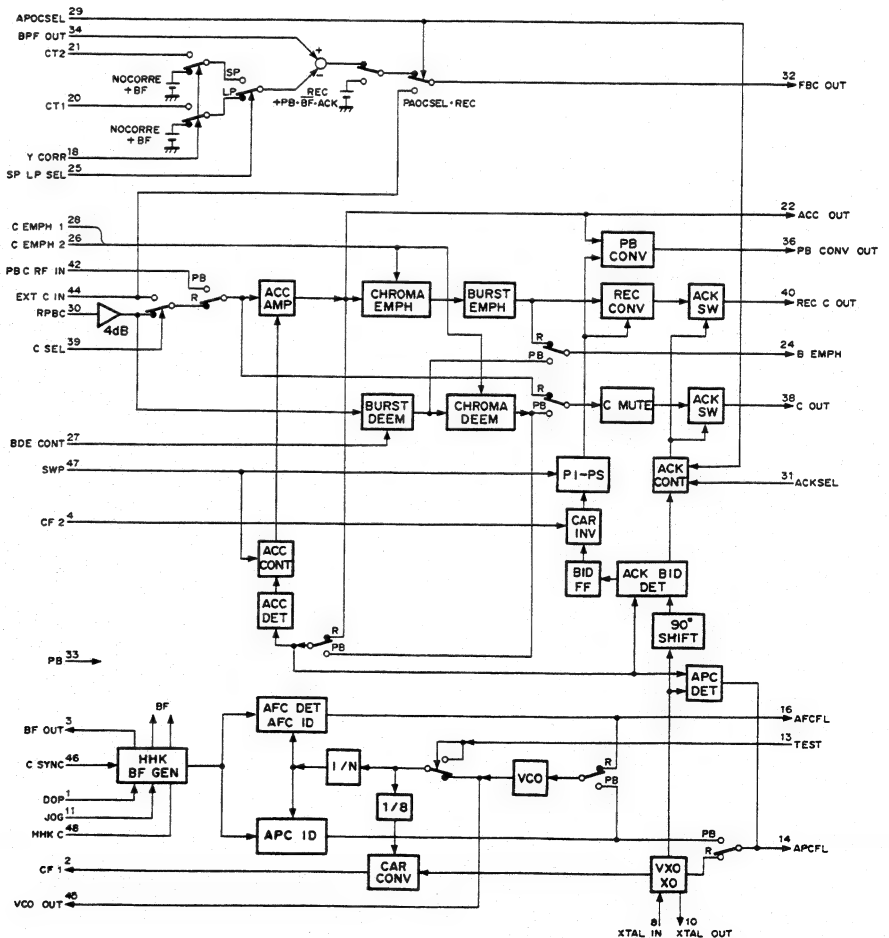 APOCSEL 29
BPF OUT 34
CT2 21
NOCORRE
+BF
SP
LP
+
−
REC
+PB·BF·ACK
PAOCSEL·REC
32 FBC OUT
CT1 20
NOCORRE
+BF
Y CORR 18
SP LP SEL 25
22 ACC OUT
C EMPH 1 28
C EMPH 2 26
PB CONV
36 PB CONV OUT
PBC RF IN 42
PB
EXT C IN 44
R
ACC AMP
CHROMA EMPH
BURST EMPH
REC CONV
ACK SW
40 REC C OUT
RPBC 30
4dB
C SEL 39
R
PB
24 B EMPH
BURST DEEM
CHROMA DEEM
R
PB
C MUTE
ACK SW
38 C OUT
BDE CONT 27
SWP 47
PI-PS
ACK CONT
31 ACKSEL
CF 2 4
CAR INV
ACC CONT
BID FF
ACK BID DET
ACC DET
R
PB
90° SHIFT
PB 33
APC DET
BF
BF OUT 3
AFC DET
AFC ID
16 AFCFL
13 TEST
C SYNC 46
HHK
BF GEN
1/N
VCO
R
PB
DOP 1
JOG 11
HHK C 48
1/8
APC ID
PB
R
14 APCFL
CF 1 2
CAR CONV
VXO
XO
VCO OUT 45
8 XTAL IN
10 XTAL OUT